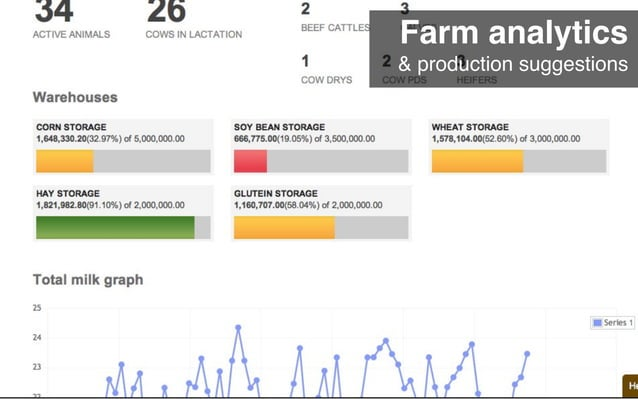 34
ACTIVE ANIMALS
26
COWS IN LACTATION
2
BEEF CATTLES
3
Farm analytics
& production suggestions
1
COW DRYS
2
COW PDS
HEIFERS
Warehouses
CORN STORAGE
1,648,330.20(32.97%) of 5,000,000.00
SOY BEAN STORAGE
666,775.00(19.05%) of 3,500,000.00
WHEAT STORAGE
1,578,104.00(52.60%) of 3,000,000.00
HAY STORAGE
1,821,982.80(91.10%) of 2,000,000.00
GLUTEIN STORAGE
1,160,707.00(58.04%) of 2,000,000.00
Total milk graph
25
Series 1
24
23
22
He